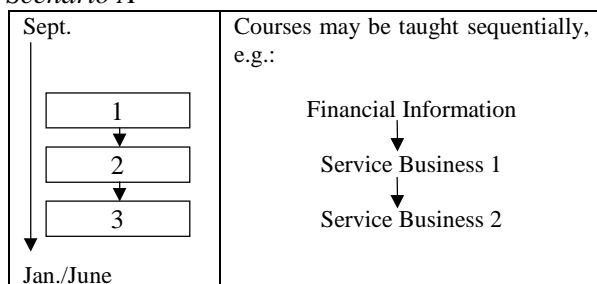 Scenario A
Sept.
1
2
3
Jan./June
Courses may be taught sequentially,
e.g.:
Financial Information
Service Business 1
Service Business 2